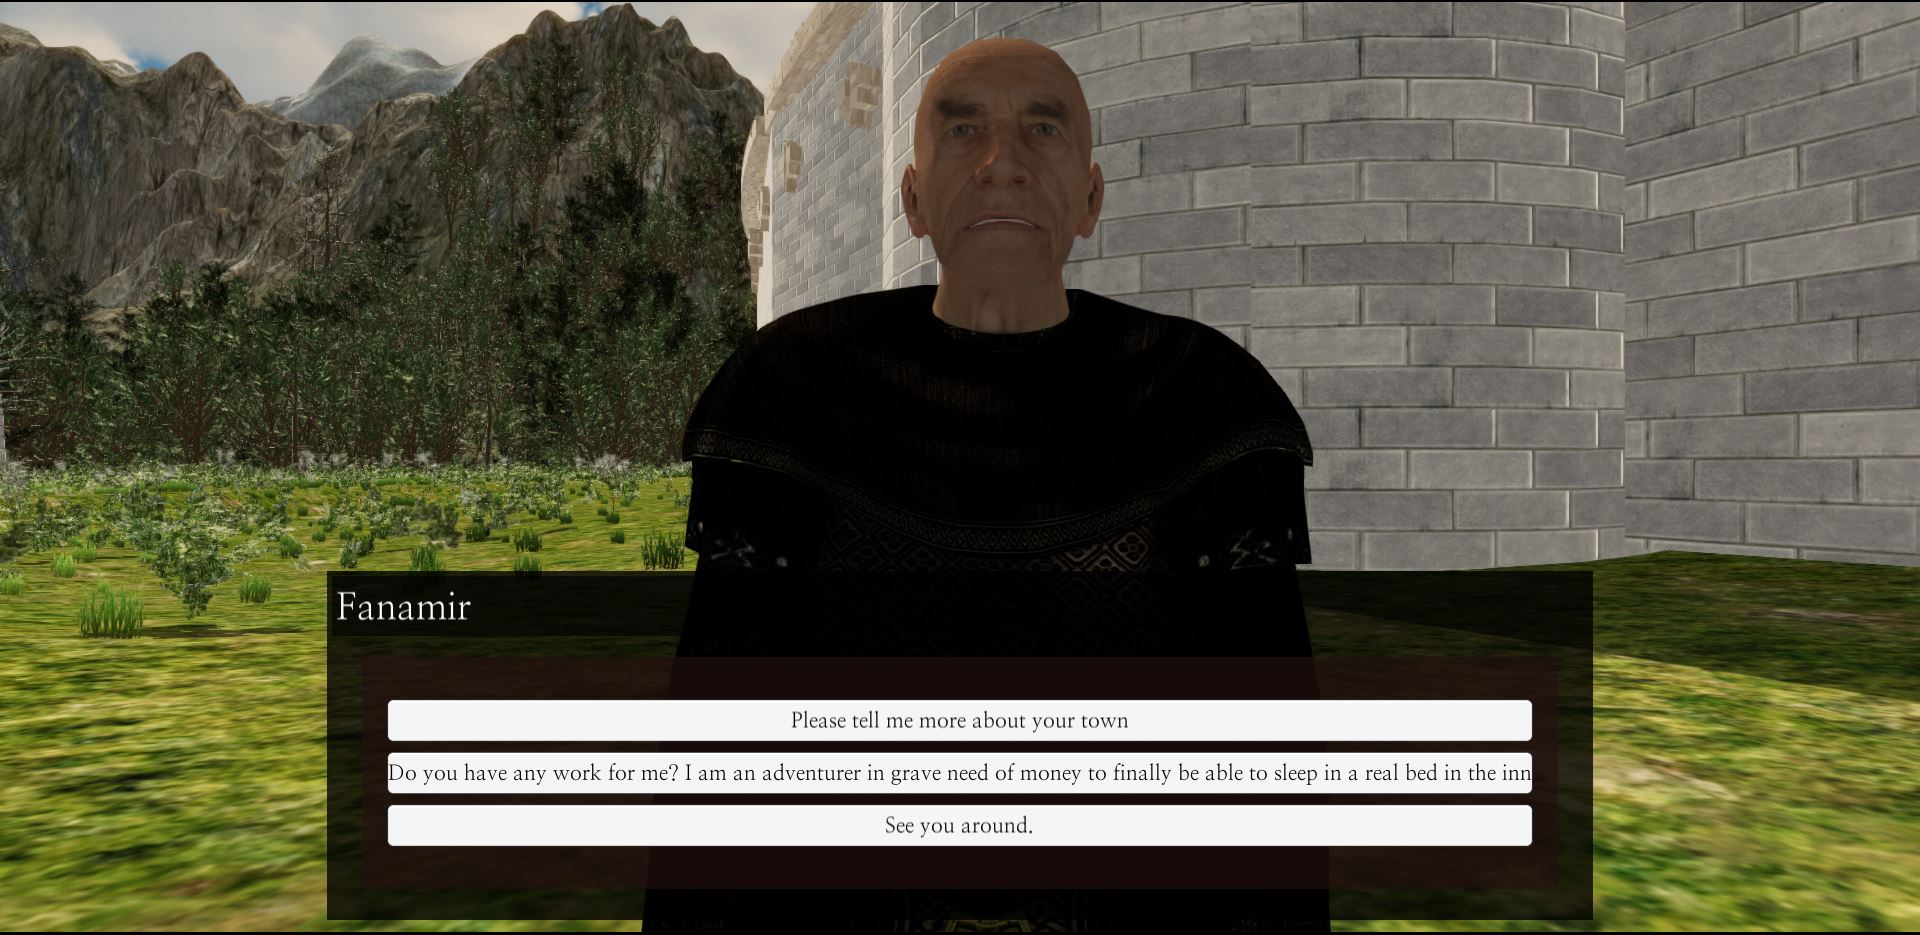 Fanamir
Please tell me more about your town
Do you have any work for me? I am an adventurer in grave need of money to finally be able to sleep in a real bed in the inn
See you around.